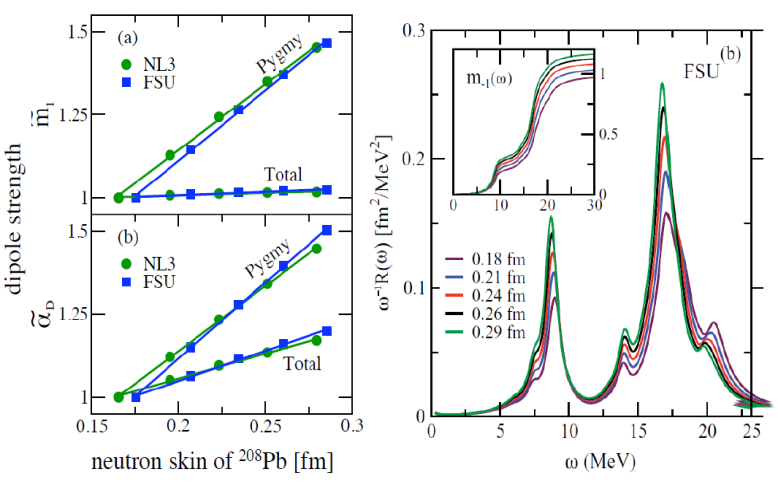 (a)
NL3
FSU
Pygmy
Total
1.5
1.25
1
(b)
NL3
FSU
Pygmy
Total
1.5
1.25
1
dipole strength
m̃₁
α̃_D
0.15 0.2 0.25 0.3
neutron skin of ²⁰⁸Pb [fm]
(b)
FSU
m₋₁(ω)
1
0.5
0
0 10 20 30
0.3
0.2
0.1
0
0.18 fm
0.21 fm
0.24 fm
0.26 fm
0.29 fm
ω⁻¹R(ω) [fm²/MeV²]
0 5 10 15 20 25
ω (MeV)